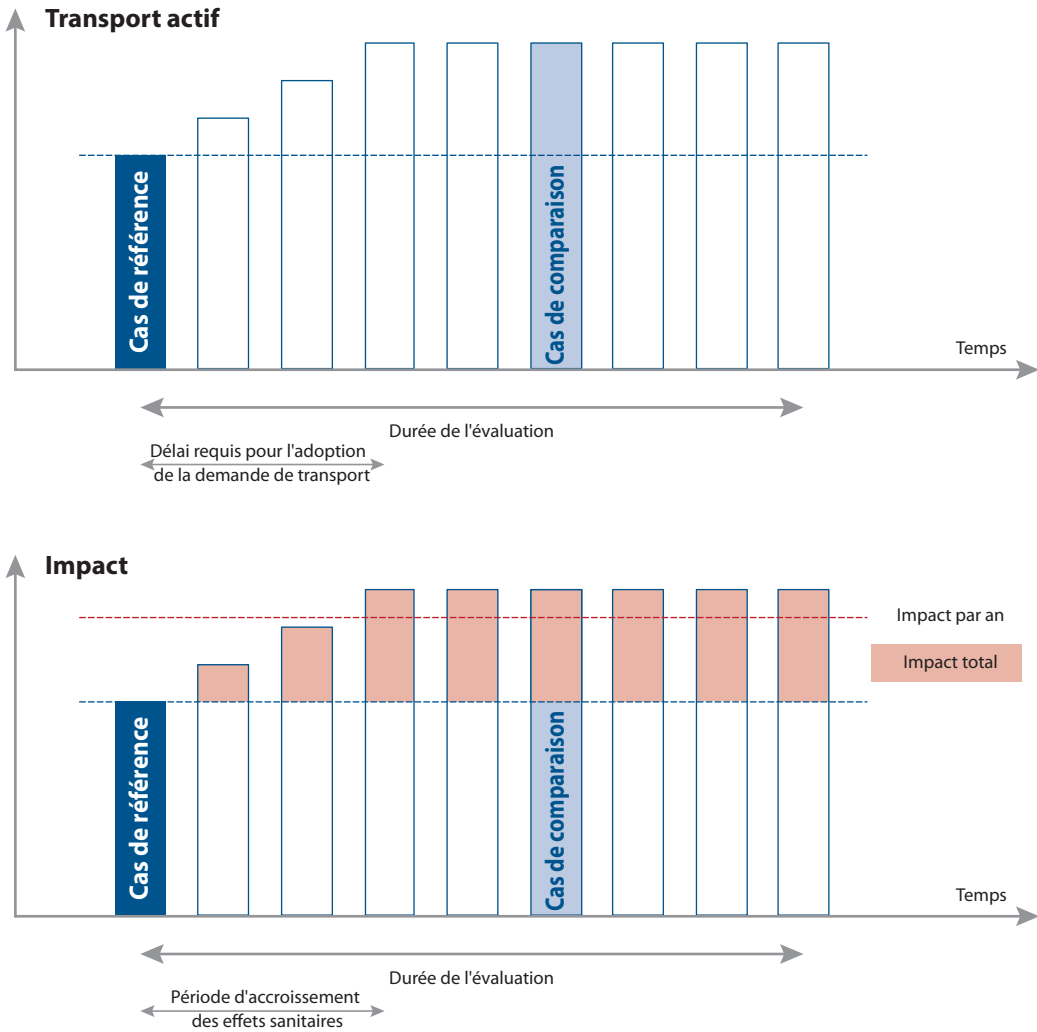 Transport actif
Cas de référence
Cas de comparaison
Temps
Durée de l'évaluation
Délai requis pour l'adoption
de la demande de transport
Impact
Impact par an
Impact total
Cas de référence
Cas de comparaison
Temps
Durée de l'évaluation
Période d'accroissement
des effets sanitaires